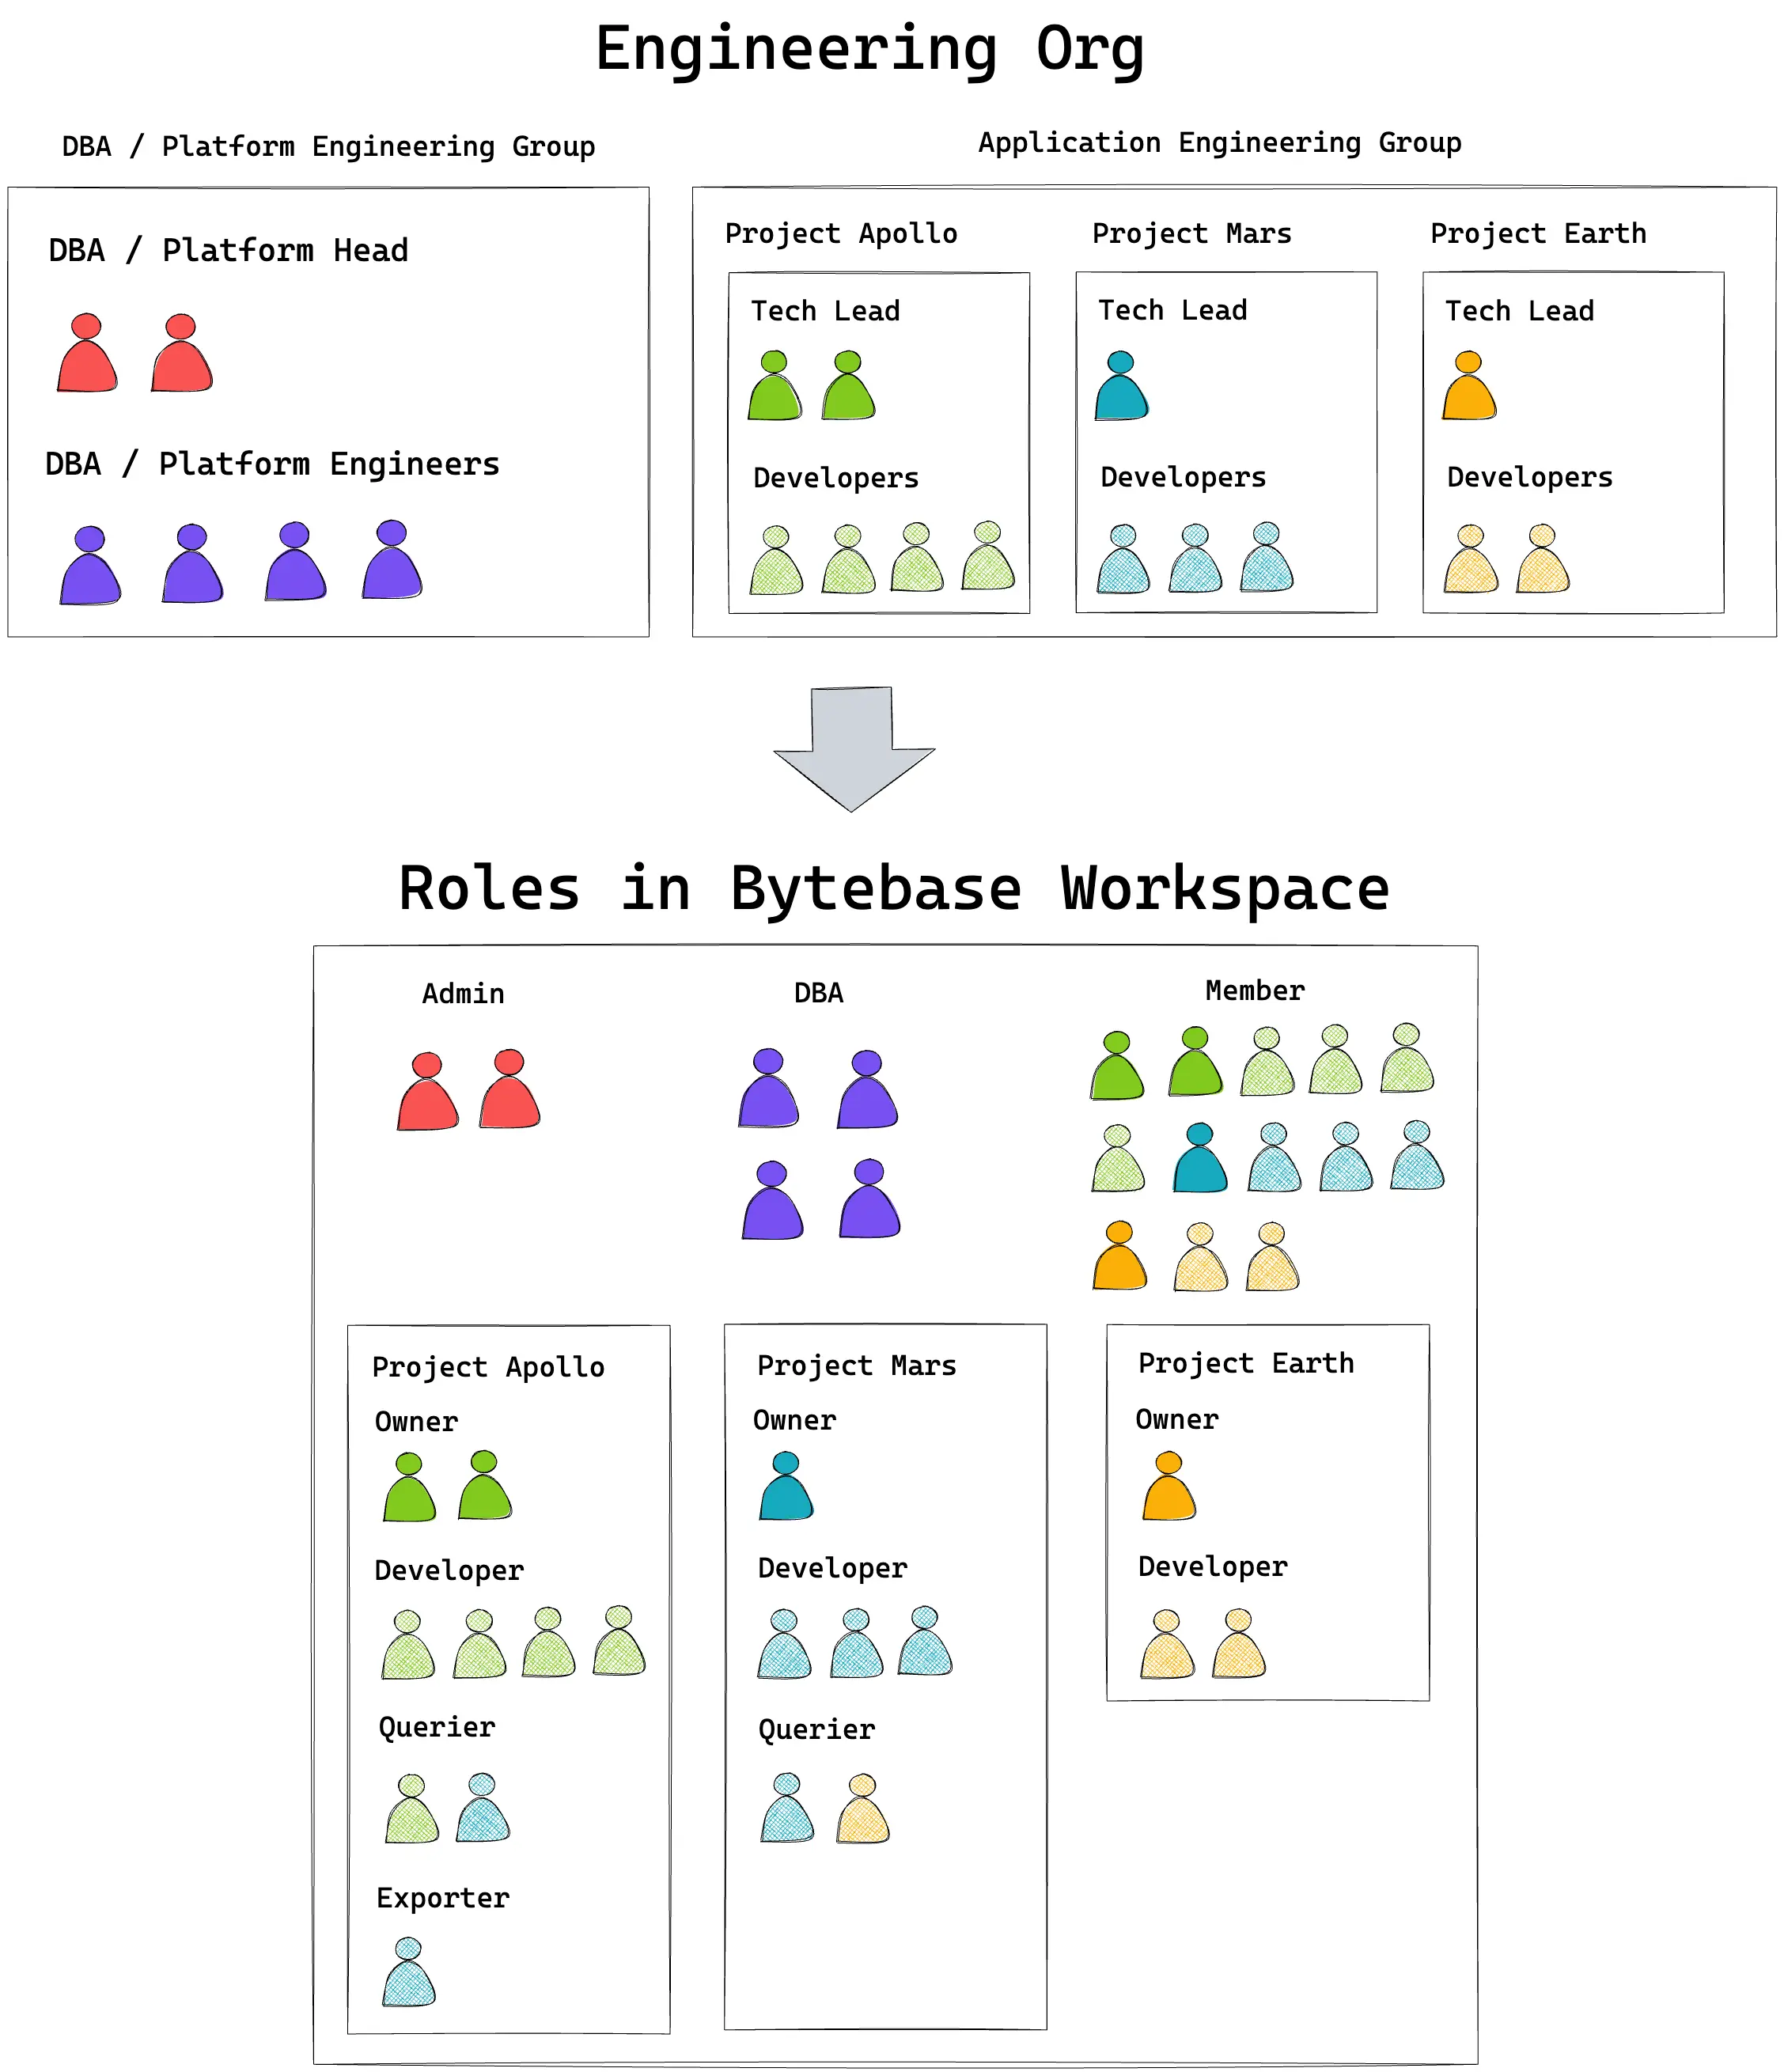 Engineering Org
DBA / Platform Engineering Group
DBA / Platform Head
DBA / Platform Engineers
Application Engineering Group
Project Apollo
Tech Lead
Developers
Project Mars
Tech Lead
Developers
Project Earth
Tech Lead
Developers
Roles in Bytebase Workspace
Admin
DBA
Member
Project Apollo
Owner
Developer
Querier
Exporter
Project Mars
Owner
Developer
Querier
Project Earth
Owner
Developer